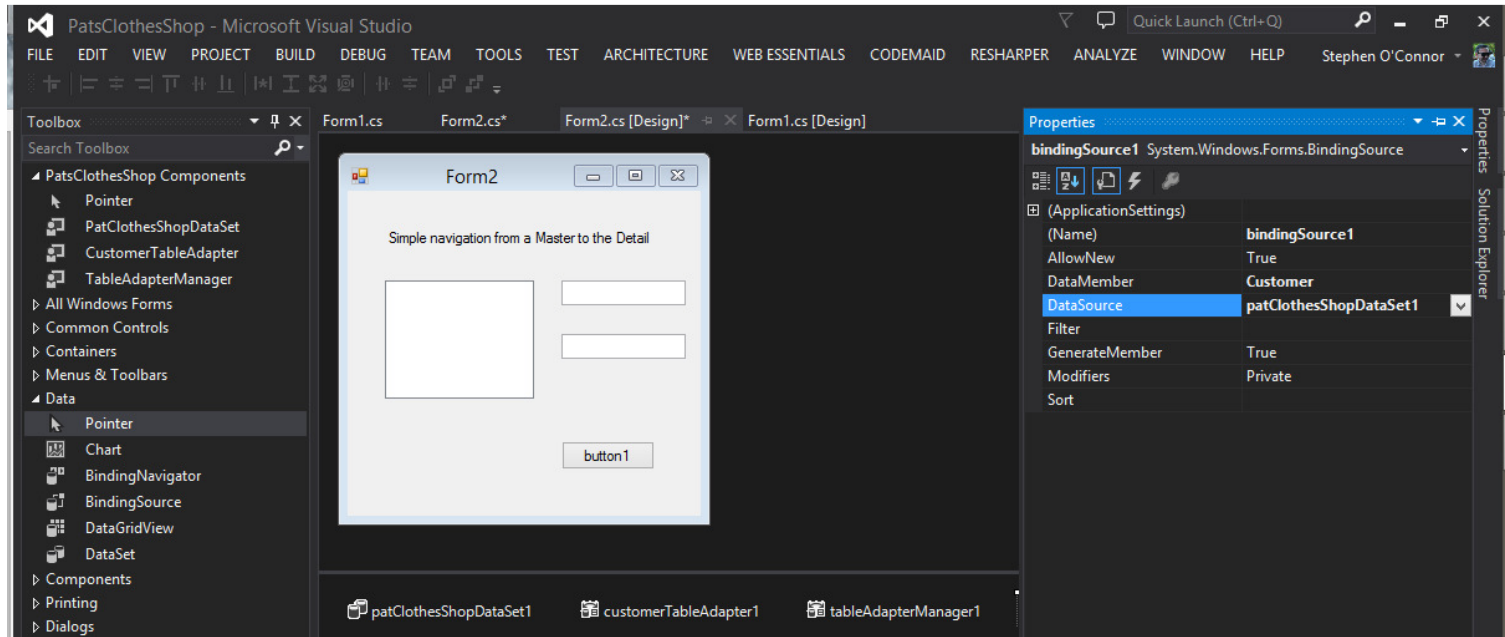 PatsClothesShop - Microsoft Visual Studio
Quick Launch (Ctrl+Q)
FILE EDIT VIEW PROJECT BUILD DEBUG TEAM TOOLS TEST ARCHITECTURE WEB ESSENTIALS CODEMAID RESHARPER ANALYZE WINDOW HELP Stephen O'Connor
Toolbox
Search Toolbox
PatsClothesShop Components
Pointer
PatClothesShopDataSet
CustomerTableAdapter
TableAdapterManager
All Windows Forms
Common Controls
Containers
Menus & Toolbars
Data
Pointer
Chart
BindingNavigator
BindingSource
DataGridView
DataSet
Components
Printing
Dialogs
Form1.cs Form2.cs* Form2.cs [Design]* Form1.cs [Design]
Form2
Simple navigation from a Master to the Detail
button1
patClothesShopDataSet1 customerTableAdapter1 tableAdapterManager1
Properties
bindingSource1 System.Windows.Forms.BindingSource
(ApplicationSettings)
(Name) bindingSource1
AllowNew True
DataMember Customer
DataSource patClothesShopDataSet1
Filter
GenerateMember True
Modifiers Private
Sort
Properties
Solution Explorer